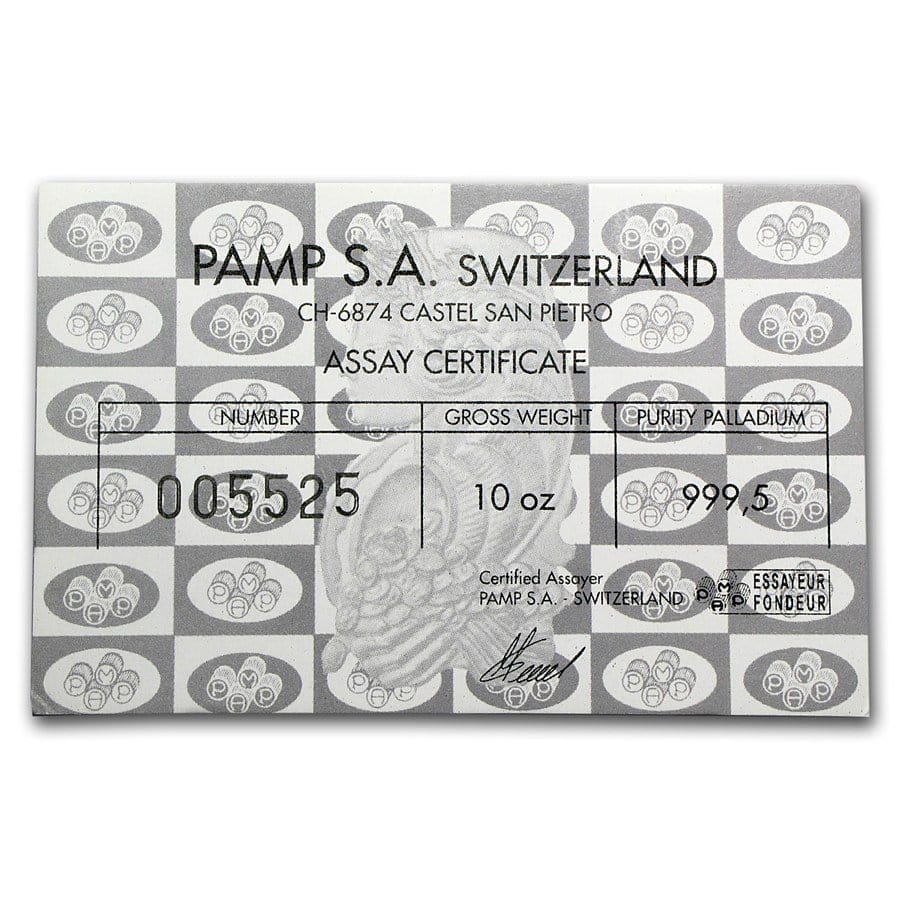 PAMP S.A. SWITZERLAND
CH-6874 CASTEL SAN PIETRO
ASSAY CERTIFICATE
NUMBER GROSS WEIGHT PURITY PALLADIUM
005525 10 oz 999,5
Certified Assayer
PAMP S.A. - SWITZERLAND PAMP ESSAYEUR
FONDEUR